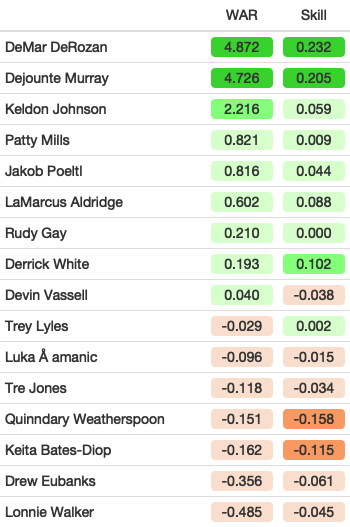 WAR Skill
DeMar DeRozan 4.872 0.232
Dejounte Murray 4.726 0.205
Keldon Johnson 2.216 0.059
Patty Mills 0.821 0.009
Jakob Poeltl 0.816 0.044
LaMarcus Aldridge 0.602 0.088
Rudy Gay 0.210 0.000
Derrick White 0.193 0.102
Devin Vassell 0.040 -0.038
Trey Lyles -0.029 0.002
Luka Å amanic -0.096 -0.015
Tre Jones -0.118 -0.034
Quinndary Weatherspoon -0.151 -0.158
Keita Bates-Diop -0.162 -0.115
Drew Eubanks -0.356 -0.061
Lonnie Walker -0.485 -0.045